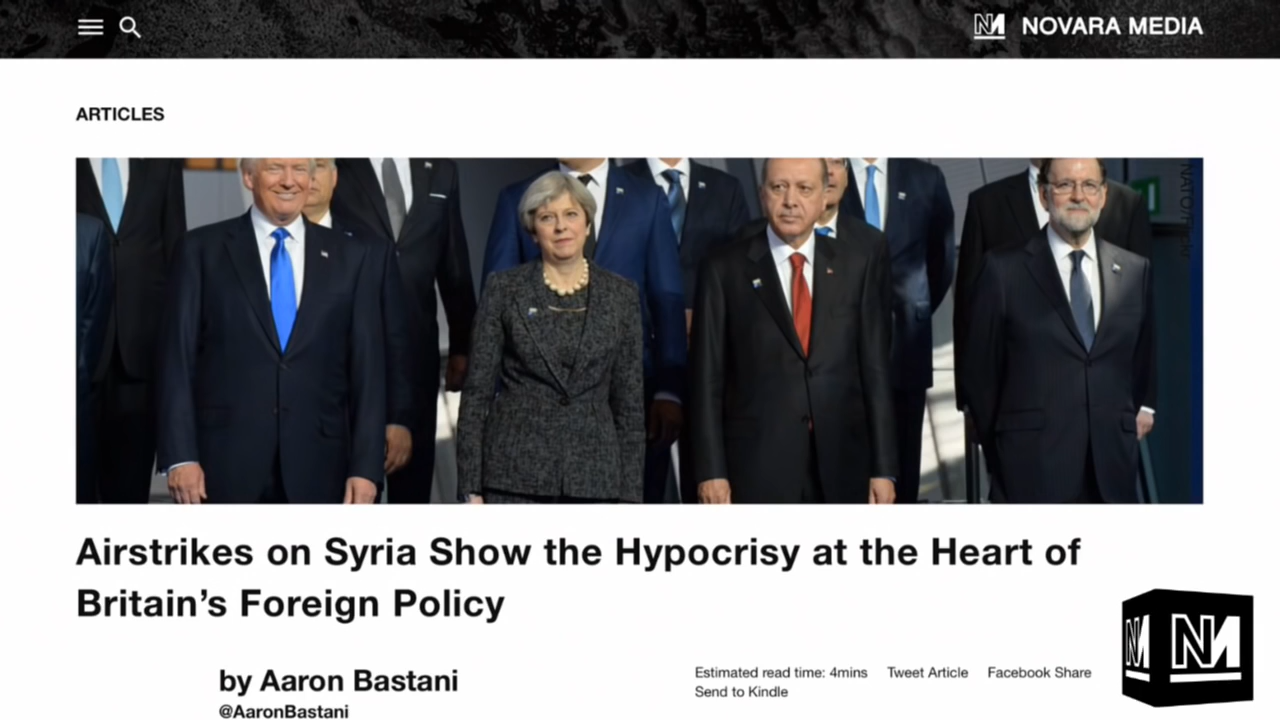 NOVARA MEDIA
ARTICLES
Airstrikes on Syria Show the Hypocrisy at the Heart of
Britain’s Foreign Policy
by Aaron Bastani
@AaronBastani
Estimated read time: 4mins Tweet Article Facebook Share
Send to Kindle